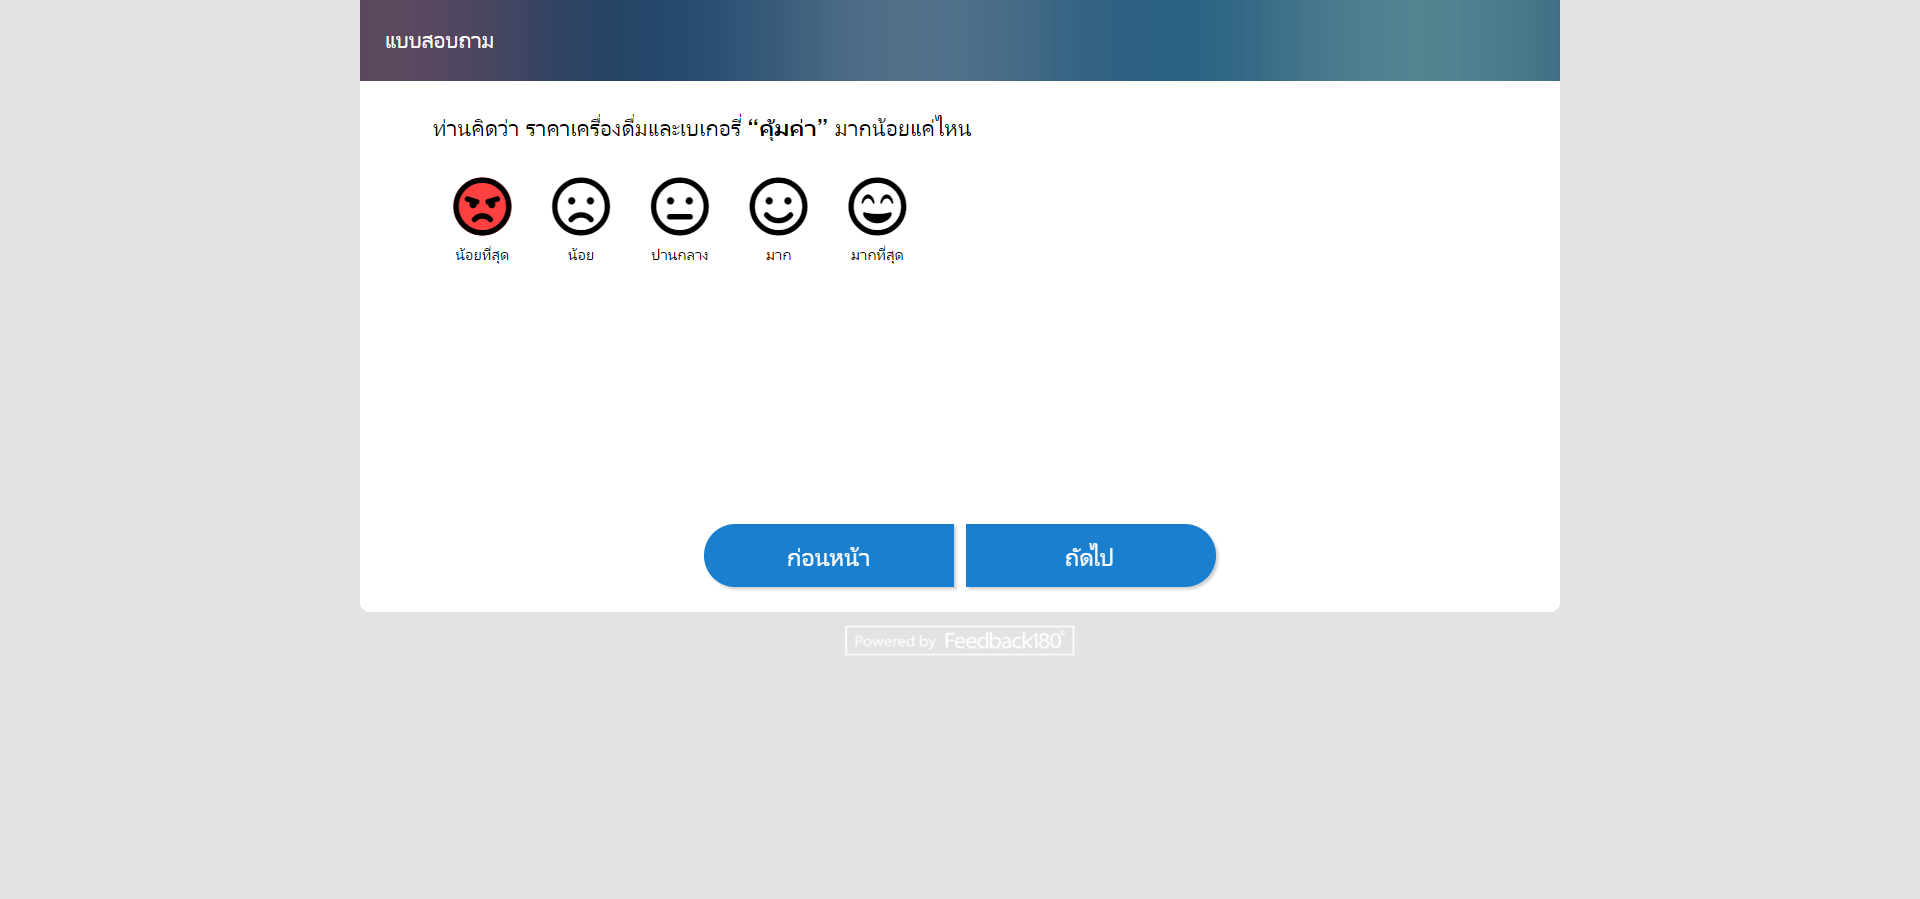 แบบสอบถาม
ท่านคิดว่า ราคาเครื่องดื่มและเบเกอรี่ “คุ้มค่า” มากน้อยแค่ไหน
น้อยที่สุด น้อย ปานกลาง มาก มากที่สุด
ก่อนหน้า ถัดไป
Powered by Feedback180°